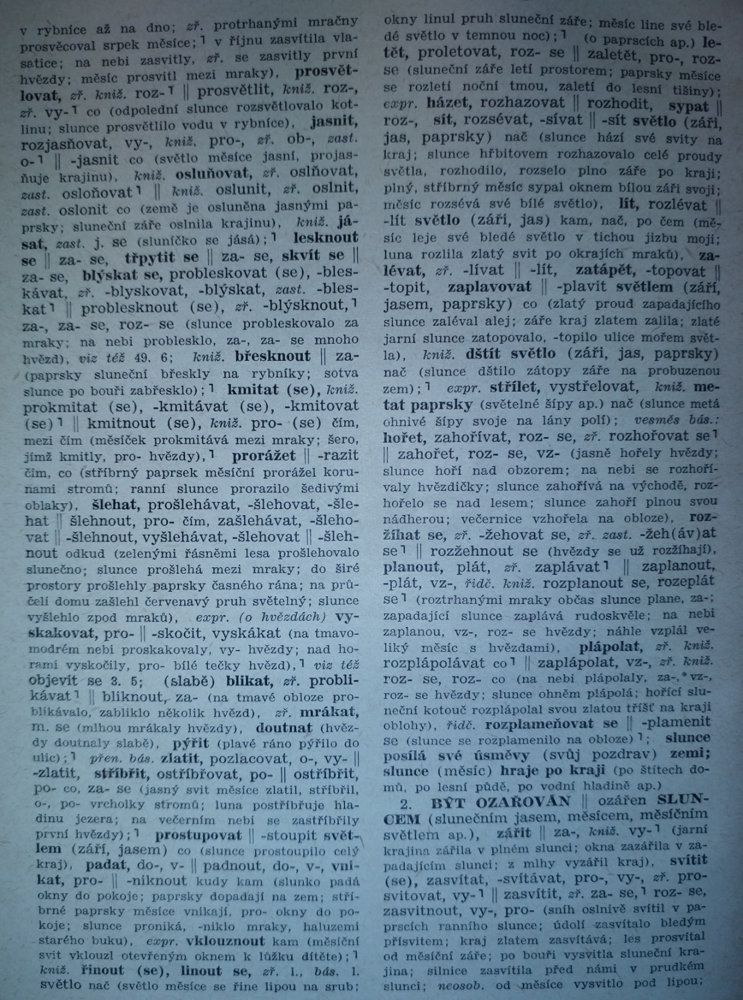 v rybníce až na dno; zř. protrhanými mračny
prosvěcoval srpek měsíce;⸣ v říjnu zasvítila vla-
satice; na nebi zasvitly, zř. se zasvitly první
hvězdy; měsíc prosvitl mezi mraky), prosvět-
lovat, zř. kniž. roz-⸣ ‖ prosvětlit, kniž. roz-,
zř. vy-⸣ co (odpolední slunce rozsvětlovalo kot-
linu; slunce prosvětlilo vodu v rybníce), jasnit,
rozjasňovat, vy-, kniž. pro-, zř. ob-, zast.
o-⸣ ‖ -jasnit co (světlo měsíce jasní, projas-
ňuje krajinu), kniž. osluňovat, zř. oslňovat,
zast. osloňovat⸣ ‖ kniž. oslunit, zř. oslnit,
zast. oslonit co (země je osluněna jasnými pa-
prsky; sluneční záře oslnila krajinu), kniž. já-
sat, zast. j. se (sluníčko se jásá);⸣ lesknout
se ‖ za- se, třpytit se ‖ za- se, skvít se ‖
za- se, blýskat se, probleskovat (se), -bles-
kávat, zř. -blyskovat, -blýskat, zast. -bles-
kat⸣ ‖ problesknout (se), zř. -blýsknout,⸣
za-, za- se, roz- se (slunce probleskovalo za
mraky; na nebi problesklo, za-, za- se mnoho
hvězd), viz též 49. 6; kniž. břesknout ‖ za-
(paprsky sluneční břeskly na rybníky; sotva
slunce po bouři zabřesklo);⸣ kmitat (se), kniž.
prokmitat (se), -kmitávat (se), -kmitovat
(se)⸣ ‖ kmitnout (se), kniž. pro- (se) čím,
mezi čím (měsíček prokmitává mezi mraky; šero,
jímž kmitly, pro- hvězdy),⸣ prorážet ‖ -razit
čím, co (stříbrný paprsek měsíční prorážel koru-
nami stromů; ranní slunce prorazilo šedivými
oblaky), šlehat, prošlehávat, -šlehovat, -šle-
hat ‖ šlehnout, pro- čím, zašlehávat, -šleho-
vat ‖ -šlehnout, vyšlehávat, -šlehovat ‖ -šleh-
nout odkud (zelenými řásněmi lesa prošlehovalo
slunečno; slunce prošlehá mezi mraky; do širé
prostory prošlehly paprsky časného rána; na prů-
čelí domu zašlehl červenavý pruh světelný; slunce
vyšlehlo zpod mraků), expr. (o hvězdách) vy-
skakovat, pro- ‖ -skočit, vyskákat (na tmavo-
modrém nebi proskakovaly, vy- hvězdy; nad ho-
rami vyskočily, pro- bílé tečky hvězd),⸣ viz též
objevit se 3. 5; (slabě) blikat, zř. probli-
kávat⸣ ‖ bliknout, za- (na tmavé obloze pro-
blikávalo, zabliklo několik hvězd), zř. mrákat,
m. se (mlhou mrákaly hvězdy), doutnat (hvěz-
dy doutnaly slabě), pýřit (plavé ráno pýřilo do
ulic);⸣ přen. bás. zlatit, pozlacovat, o-, vy- ‖
-zlatit, stříbřit, ostříbřovat, po- ‖ ostříbřit,
po- co, za- se (jasný svit měsíce zlatil, stříbřil,
o-, po- vrcholky stromů; luna postříbřuje hla-
dinu jezera; na večerním nebi se zastříbřily
první hvězdy);⸣ prostupovat ‖ -stoupit svět-
lem (září, jasem) co (slunce prostoupilo celý
kraj), padat, do-, v- ‖ padnout, do-, v-, vni-
kat, pro- ‖ -niknout kudy kam (slunko padá
okny do pokoje; paprsky dopadají na zem; stří-
brné paprsky měsíce vnikají, pro- okny do po-
koje; slunce proniká, -niklo mraky, haluzemi
starého buku), expr. vklouznout kam (měsíční
svit vklouzl otevřeným oknem k lůžku dítěte);⸣
kniž. řinout (se), linout se, zř. l., bás. l.
světlo nač (světlo měsíce se řine lipou na srub;
okny linul pruh sluneční záře; měsíc line své ble-
dé světlo v temnou noc);⸣ (o paprscích ap.) le-
tět, proletovat, roz- se ‖ zaletět, pro-, roz-
se (sluneční záře letí prostorem; paprsky měsíce
se rozletí noční tmou, zaletí do lesní tišiny);
expr. házet, rozhazovat ‖ rozhodit, sypat ‖
roz-, sít, rozsévat, -sívat ‖ -sít světlo (záři,
jas, paprsky) nač (slunce hází své svity na
kraj; slunce hřbitovem rozhazovalo celé proudy
světla, rozhodilo, rozselo plno záře po kraji;
plný, stříbrný měsíc sypal oknem bílou záři svoji;
měsíc rozsévá své bílé světlo), lít, rozlévat ‖
-lít světlo (záři, jas) kam, nač, po čem (mě-
síc leje své bledé světlo v tichou jizbu moji;
luna rozlila zlatý svit po okrajích mraků), za-
lévat, zř. -lívat ‖ -lít, zatápět, -topovat ‖
-topit, zaplavovat ‖ -plavit světlem (září,
jasem, paprsky) co (zlatý proud zapadajícího
slunce zaléval alej; záře kraj zlatem zalila; zlaté
jarní slunce zatopovalo, -topilo ulice mořem svět-
la), kniž. dštít světlo (záři, jas, paprsky)
nač (slunce dštilo zátopy záře na probuzenou
zem);⸣ expr. střílet, vystřelovat, kniž. me-
tat paprsky (světelné šípy ap.) nač (slunce metá
ohnivé šípy svoje na lány polí); vesměs bás.:
hořet, zahořívat, roz- se, zř. rozhořovat se⸣
‖ zahořet, roz- se, vz- (jasně hořely hvězdy;
slunce hoří nad obzorem; na nebi se rozhoří-
valy hvězdičky; slunce zahořívá na východě, roz-
hořelo se nad lesem; slunce zahoří plnou svou
nádherou; večernice vzhořela na obloze), roz-
žíhat se, zř. -žehovat se, zř. zast. -žeh(áv)at
se⸣ ‖ rozžehnout se (hvězdy se už rozžíhají),
planout, plát, zř. zaplávat⸣ ‖ zaplanout,
-plát, vz-, řidč. kniž. rozplanout se, rozeplát
se⸣ (roztrhanými mraky občas slunce plane, za-;
zapadající slunce zaplává rudoskvěle; na nebi
zaplanou, vz-, roz- se hvězdy; náhle vzplál ve-
liký měsíc s hvězdami), plápolat, zř. kniž.
rozplápolávat co⸣ ‖ zaplápolat, vz-, zř. kniž.
roz- se, roz- co (na nebi plápolaly, za-, vz-,
roz- se hvězdy; slunce ohněm plápolá; hořící slu-
neční kotouč rozplápolal svou zlatou tříšť na kraji
oblohy), řidč. rozplameňovat se ‖ -plamenit
se (slunce se rozplamenilo na obloze)⸣; slunce
posílá své úsměvy (svůj pozdrav) zemi;
slunce (měsíc) hraje po kraji (po štítech do-
mů, po lesní půdě, po vodní hladině ap.)
2. BÝT OZAŘOVÁN ‖ ozářen SLUN-
CEM (slunečním jasem, měsícem, měsíčním
světlem ap.), zářit ‖ za-, kniž. vy-⸣ (jarní
krajina zářila v plném slunci; okna zazářila v za-
padajícím slunci; z mlhy vyzářil kraj), svítit
(se), zasvítat, -svítávat, pro-, vy-, zř. pro-
svitovat, vy-⸣ ‖ zasvítit, zř. za- se,⸣ roz- se,
zasvitnout, vy-, pro- (sníh oslnivě svítil v pa-
prscích ranního slunce; údolí zasvítalo bledým
přísvitem; kraj zlatem zasvítává; les prosvítal
od měsíční záře; po bouři vysvitla sluneční kra-
jina; silnice zasvítila před námi v prudkém
slunci; neosob. od měsíce vysvitlo pod lipou;